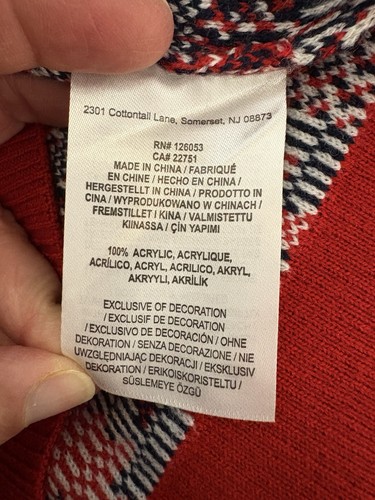 2301 Cottontail Lane, Somerset, NJ 08873
RN# 126053
CA# 22751
MADE IN CHINA / FABRIQUÉ
EN CHINE / HECHO EN CHINA /
HERGESTELLT IN CHINA / PRODOTTO IN
CINA / WYPRODUKOWANO W CHINACH /
FREMSTILLET I KINA / VALMISTETTU
KIINASSA / ÇİN YAPIMI
100% ACRYLIC, ACRYLIQUE,
ACRÍLICO, ACRYL, ACRILICO, AKRYL,
AKRYYLI, AKRİLİK
EXCLUSIVE OF DECORATION
/ EXCLUSIF DE DECORATION
/ EXCLUSIVO DE DECORACIÓN / OHNE
DEKORATION / SENZA DECORAZIONE / NIE
UWZGLĘDNIAJĄC DEKORACJI / EKSKLUSIV
DEKORATION / ERIKOISKORISTELTU /
SÜSLEMEYE ÖZGÜ